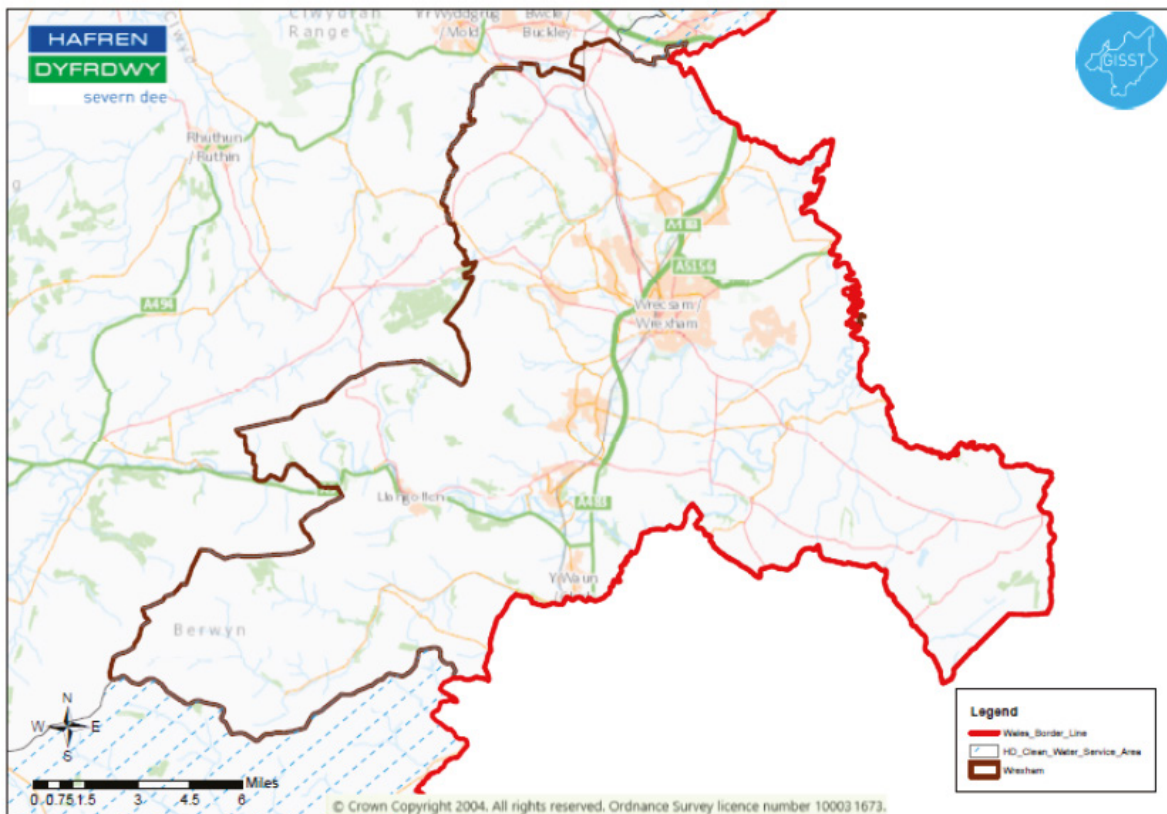 HAFREN
DYFRDWY
severn dee
Clwyd
Clwydian
Range
Yr Wyddgrug
/ Mold
Bwcle /
Buckley
GISST
Rhuthun
/ Ruthin
A494
A483
A5156
Wrecsam /
Wrexham
Llangollen
A483
Y Waun
Berwyn
N
W
E
S
Miles
0 0.75 1.5 3 4.5 6
Legend
Wales_Border_Line
HD_Clean_Water_Service_Area
Wrexham
© Crown Copyright 2004. All rights reserved. Ordnance Survey licence number 100031673.